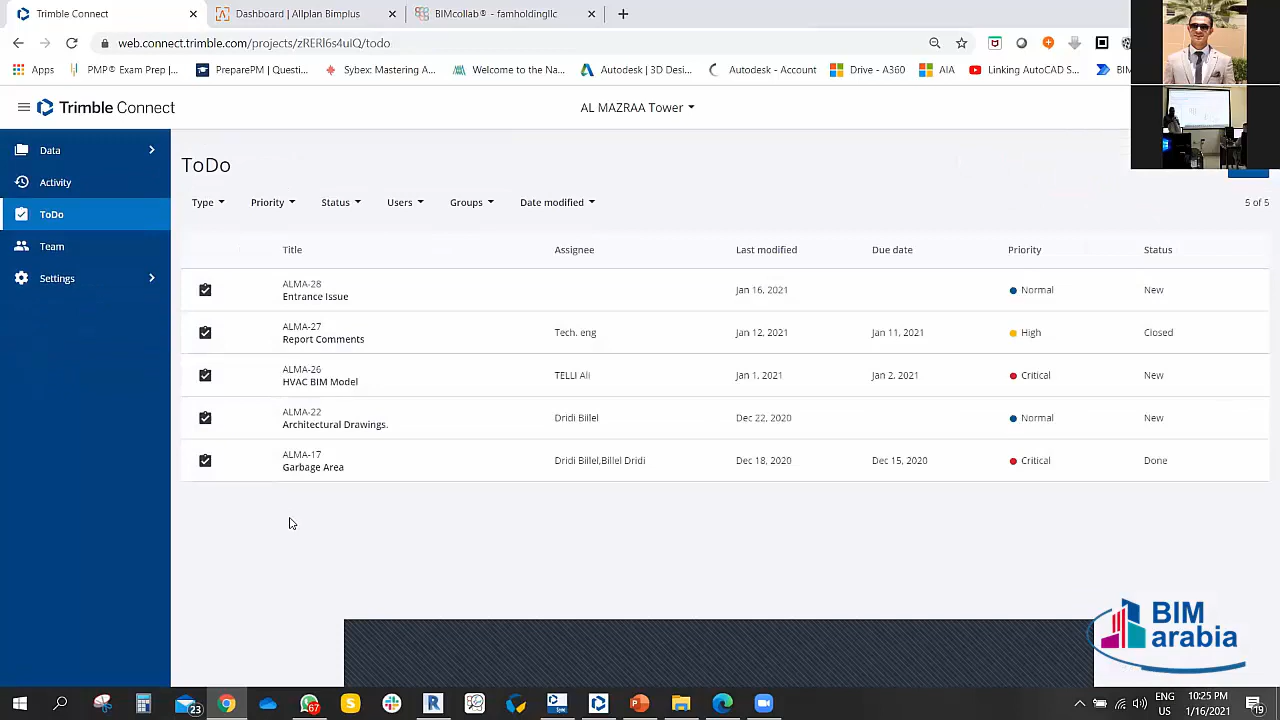 Trimble Connect
Dashboard | Allplan Bimplus
BIMcollab® - farisholdingllc
web.connect.trimble.com/projects/zRERl6s4uIQ/todo
Apps
PMP® Exam Prep |...
PreparePM | Questi...
Sybex: Mastering...
Welcome to the Na...
Autodesk | 3D Desi...
Autodesk - Account
Drive - A360
AIA
Linking AutoCAD S...
BIM
Trimble Connect
AL MAZRAA Tower
Data
Activity
ToDo
Team
Settings
ToDo
Type Priority Status Users Groups Date modified 5 of 5
Title Assignee Last modified Due date Priority Status
ALMA-28
Entrance Issue Jan 16, 2021 Normal New
ALMA-27
Report Comments Tech. eng Jan 12, 2021 Jan 11, 2021 High Closed
ALMA-26
HVAC BIM Model TELLI Ali Jan 1, 2021 Jan 2, 2021 Critical New
ALMA-22
Architectural Drawings. Dridi Billel Dec 22, 2020 Normal New
ALMA-17
Garbage Area Dridi Billel,Billel Dridi Dec 18, 2020 Dec 15, 2020 Critical Done
BIM
arabia
23
67
ENG
US
10:25 PM
1/16/2021
19